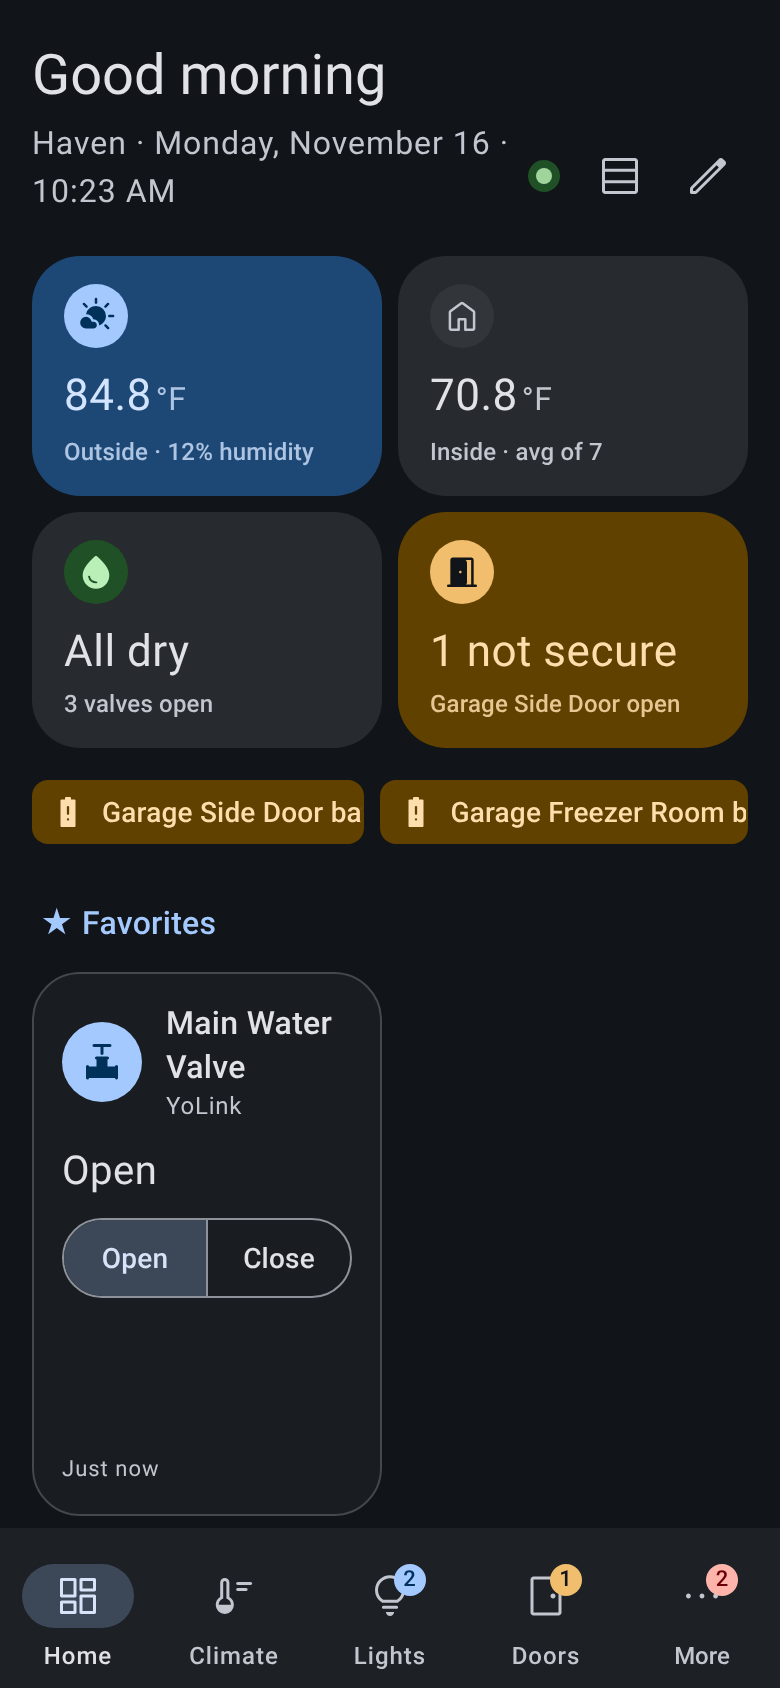 Good morning
Haven · Monday, November 16 ·
10:23 AM
84.8 °F
Outside · 12% humidity
70.8 °F
Inside · avg of 7
All dry
3 valves open
1 not secure
Garage Side Door open
Garage Side Door ba
Garage Freezer Room b
★ Favorites
Main Water
Valve
YoLink
Open
Open
Close
Just now
2
1
2
Home
Climate
Lights
Doors
More